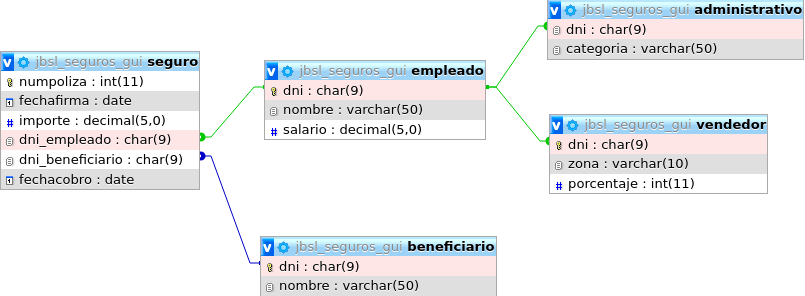 v jbsl_seguros_gui seguro
numpoliza : int(11)
fechafirma : date
# importe : decimal(5,0)
dni_empleado : char(9)
dni_beneficiario : char(9)
fechacobro : date
v jbsl_seguros_gui empleado
dni : char(9)
nombre : varchar(50)
# salario : decimal(5,0)
v jbsl_seguros_gui administrativo
dni : char(9)
categoria : varchar(50)
v jbsl_seguros_gui vendedor
dni : char(9)
zona : varchar(10)
# porcentaje : int(11)
v jbsl_seguros_gui beneficiario
dni : char(9)
nombre : varchar(50)